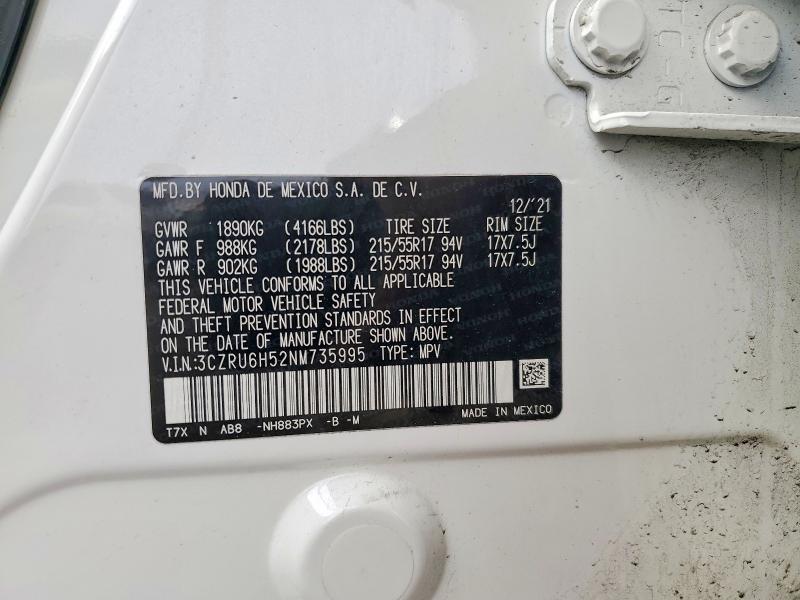 TC-G
MFD.BY HONDA DE MEXICO S.A. DE C.V.
12/'21
GVWR 1890KG (4166LBS) TIRE SIZE RIM SIZE
GAWR F 988KG (2178LBS) 215/55R17 94V 17X7.5J
GAWR R 902KG (1988LBS) 215/55R17 94V 17X7.5J
THIS VEHICLE CONFORMS TO ALL APPLICABLE
FEDERAL MOTOR VEHICLE SAFETY
AND THEFT PREVENTION STANDARDS IN EFFECT
ON THE DATE OF MANUFACTURE SHOWN ABOVE.
V.I.N.:3CZRU6H52NM735995 TYPE: MPV
MADE IN MEXICO
T7X N AB8 -NH883PX -B -M